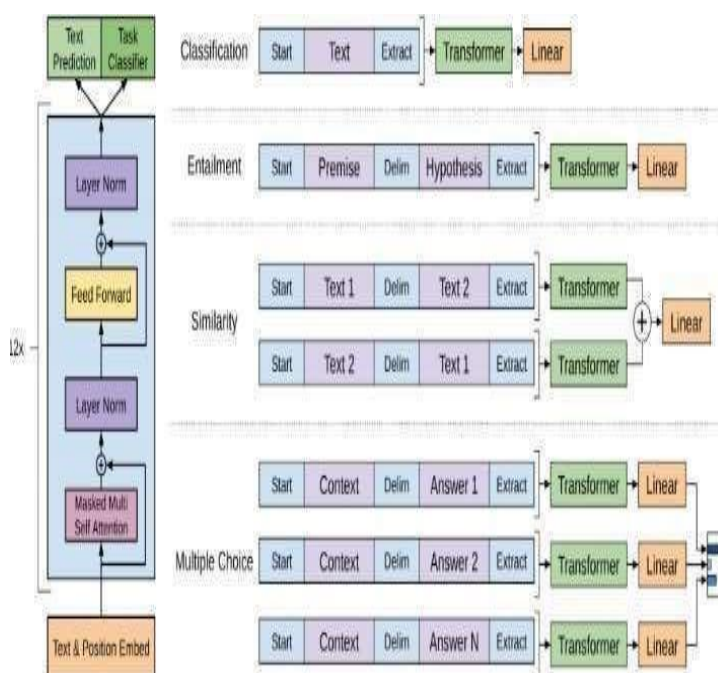 Text Prediction
Task Classifier
Layer Norm
Feed Forward
12x
Layer Norm
Masked Multi Self Attention
Text & Position Embed
Classification Start Text Extract Transformer Linear
Entailment Start Premise Delim Hypothesis Extract Transformer Linear
Similarity
Start Text 1 Delim Text 2 Extract Transformer
Linear
Start Text 2 Delim Text 1 Extract Transformer
Multiple Choice
Start Context Delim Answer 1 Extract Transformer Linear
Start Context Delim Answer 2 Extract Transformer Linear
Start Context Delim Answer N Extract Transformer Linear